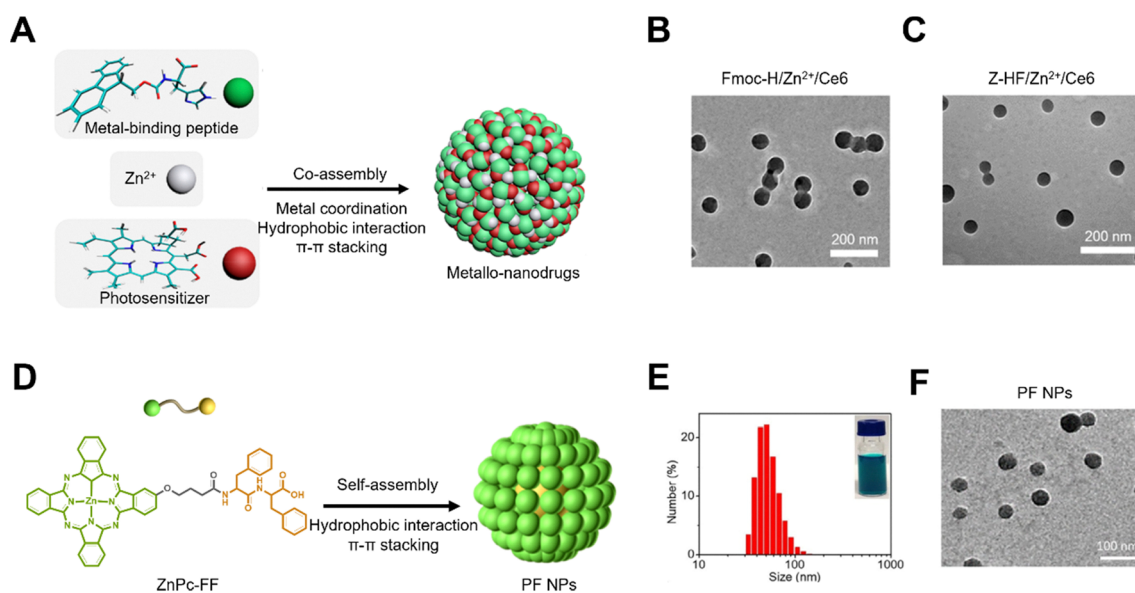 A
Metal-binding peptide
Zn²⁺
Photosensitizer
Co-assembly
Metal coordination
Hydrophobic interaction
π-π stacking
Metallo-nanodrugs
B
Fmoc-H/Zn²⁺/Ce6
200 nm
C
Z-HF/Zn²⁺/Ce6
200 nm
D
N
N
N
N
Zn
N
N
N
N
O
O
N
H
O
H
N
O
OH
ZnPc-FF
Self-assembly
Hydrophobic interaction
π-π stacking
PF NPs
E
Number (%)
20
10
0
10
100
1000
Size (nm)
F
PF NPs
100 nm